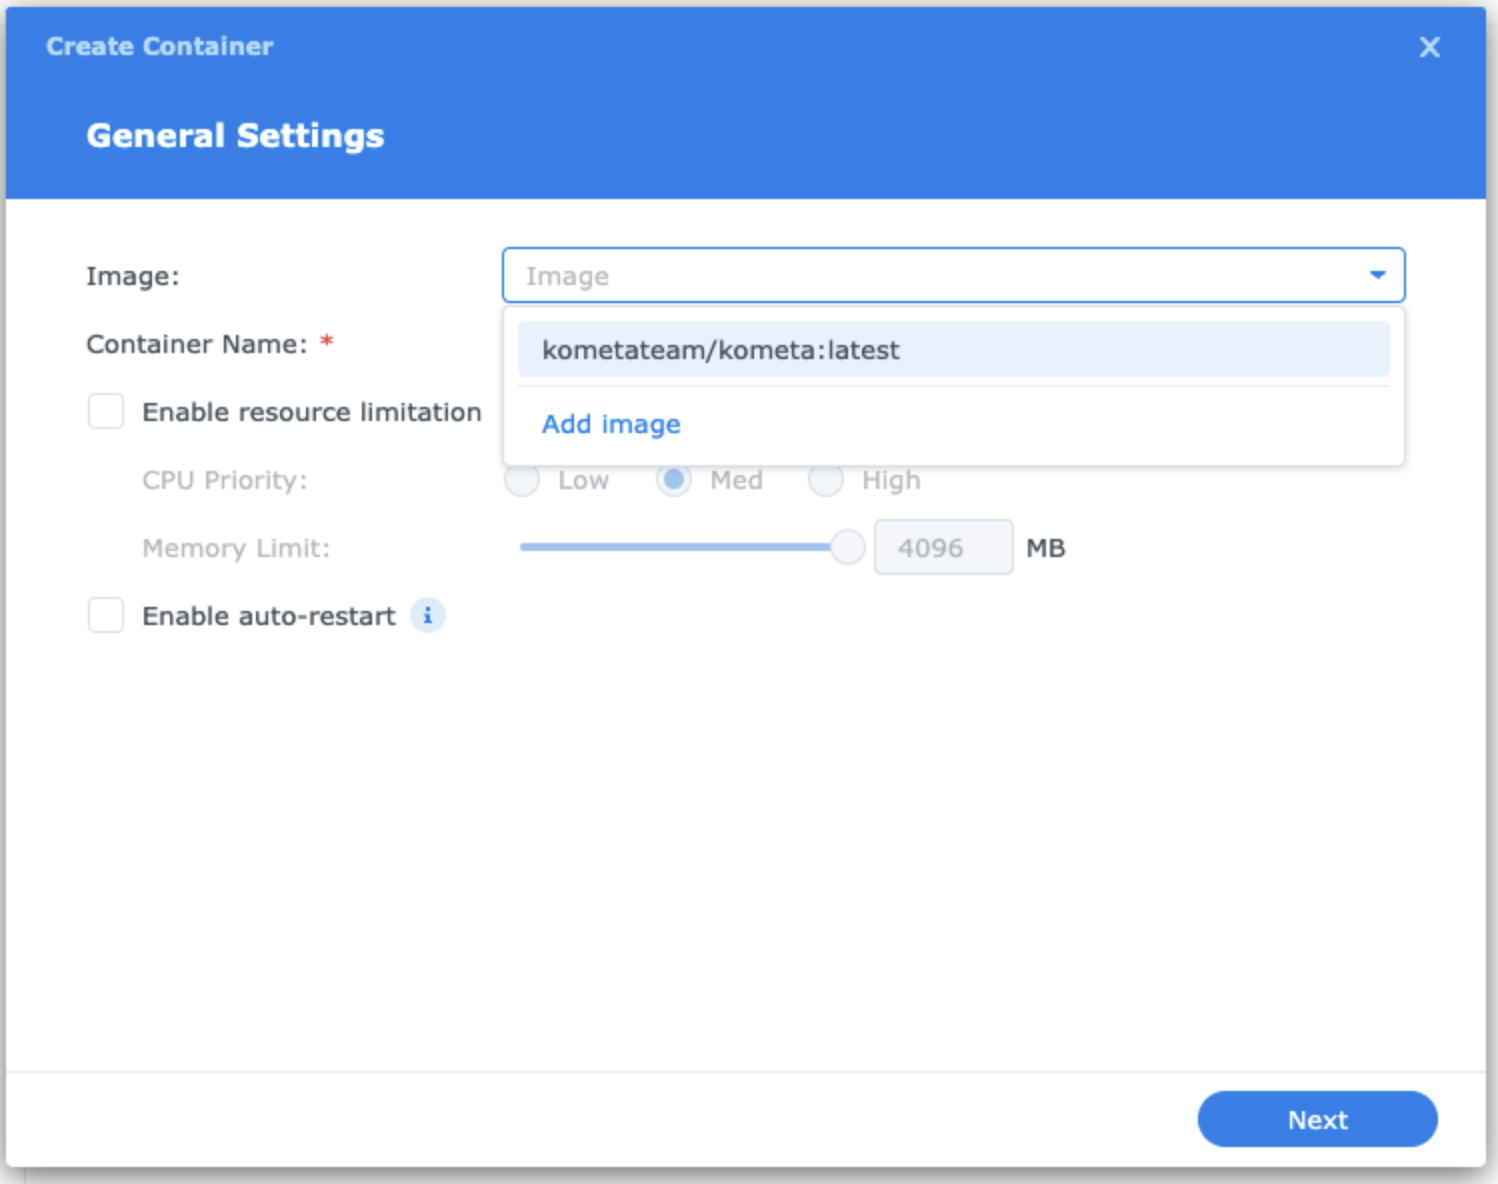 Create Container
X
General Settings
Image: Image
kometateam/kometa:latest
Container Name: *
Add image
Enable resource limitation
CPU Priority: Low Med High
Memory Limit: 4096 MB
Enable auto-restart i
Next